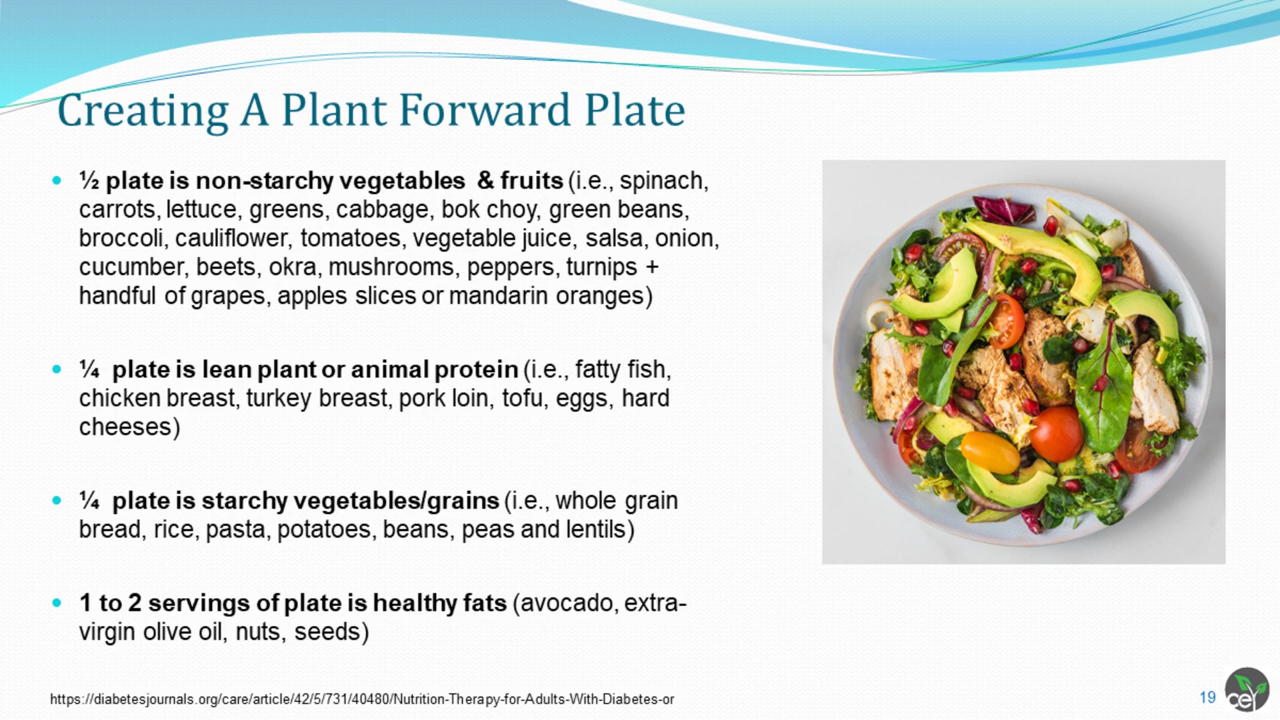 Creating A Plant Forward Plate
• ½ plate is non-starchy vegetables & fruits (i.e., spinach,
carrots, lettuce, greens, cabbage, bok choy, green beans,
broccoli, cauliflower, tomatoes, vegetable juice, salsa, onion,
cucumber, beets, okra, mushrooms, peppers, turnips +
handful of grapes, apples slices or mandarin oranges)
• ¼ plate is lean plant or animal protein (i.e., fatty fish,
chicken breast, turkey breast, pork loin, tofu, eggs, hard
cheeses)
• ¼ plate is starchy vegetables/grains (i.e., whole grain
bread, rice, pasta, potatoes, beans, peas and lentils)
• 1 to 2 servings of plate is healthy fats (avocado, extra-
virgin olive oil, nuts, seeds)
https://diabetesjournals.org/care/article/42/5/731/40480/Nutrition-Therapy-for-Adults-With-Diabetes-or
19